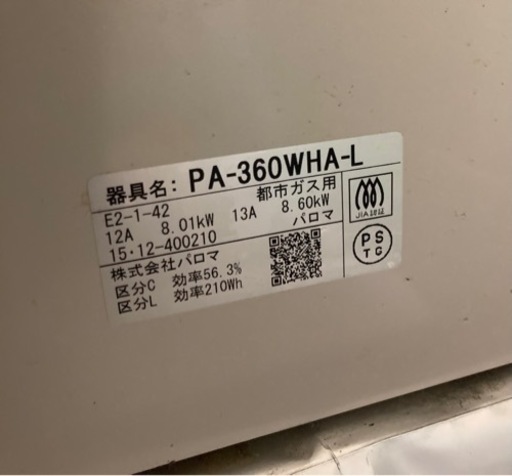 器具名: PA-360WHA-L
E2-1-42 都市ガス用
12A 8.01kW 13A 8.60kW
15・12-400210 パロマ
株式会社パロマ
区分C 効率56.3%
区分L 効率210Wh
JIA1012
PS
TG